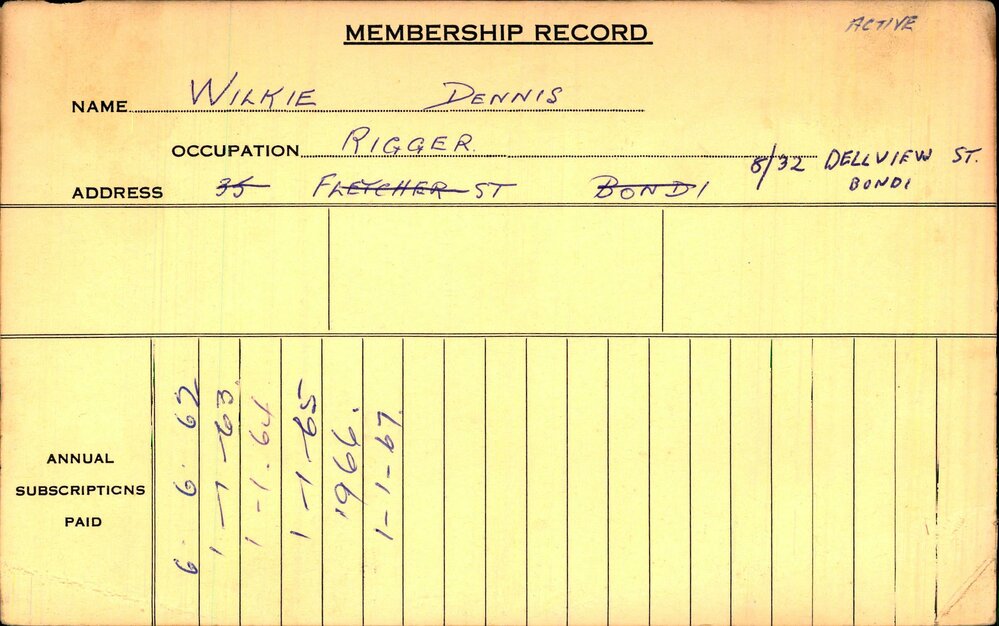 MEMBERSHIP RECORD
ACTIVE
NAME WILKIE DENNIS
OCCUPATION RIGGER
ADDRESS 35 FLETCHER ST BONDI 8/32 DELLVIEW ST.
BONDI
ANNUAL
SUBSCRIPTIONS
PAID
6. 6. 62
1-1-63.
1-1.64
1-1-65
1966.
1-1-67.